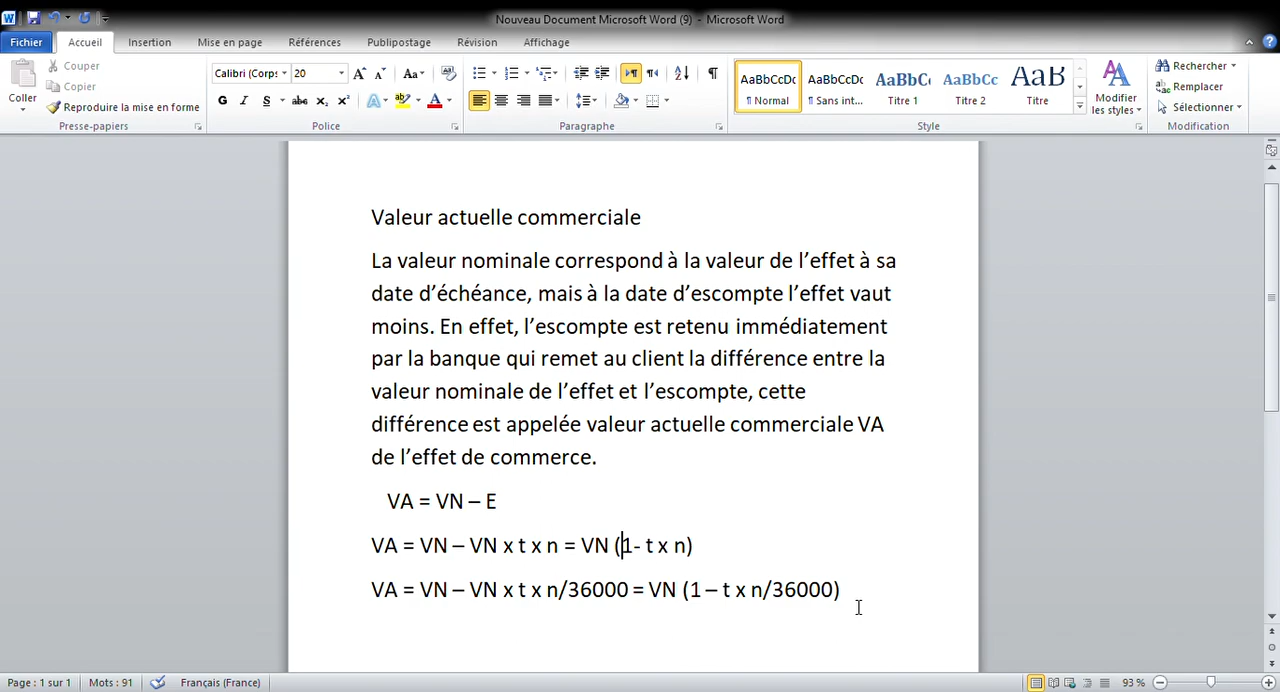 Nouveau Document Microsoft Word (9) - Microsoft Word
Fichier Accueil Insertion Mise en page Références Publipostage Révision Affichage
Coller
Couper
Copier
Reproduire la mise en forme
Presse-papiers
Calibri (Corps 20
G I S abc x₂ x²
Police
Paragraphe
AaBbCcDc AaBbCcDc AaBbC AaBbCc AaB
¶ Normal ¶ Sans int... Titre 1 Titre 2 Titre
Modifier les styles
Style
Rechercher
Remplacer
Sélectionner
Modification
Valeur actuelle commerciale
La valeur nominale correspond à la valeur de l’effet à sa
date d’échéance, mais à la date d’escompte l’effet vaut
moins. En effet, l’escompte est retenu immédiatement
par la banque qui remet au client la différence entre la
valeur nominale de l’effet et l’escompte, cette
différence est appelée valeur actuelle commerciale VA
de l’effet de commerce.
VA = VN – E
VA = VN – VN x t x n = VN (1- t x n)
VA = VN – VN x t x n/36000 = VN (1 – t x n/36000)
Page : 1 sur 1 Mots : 91 Français (France) 93 %